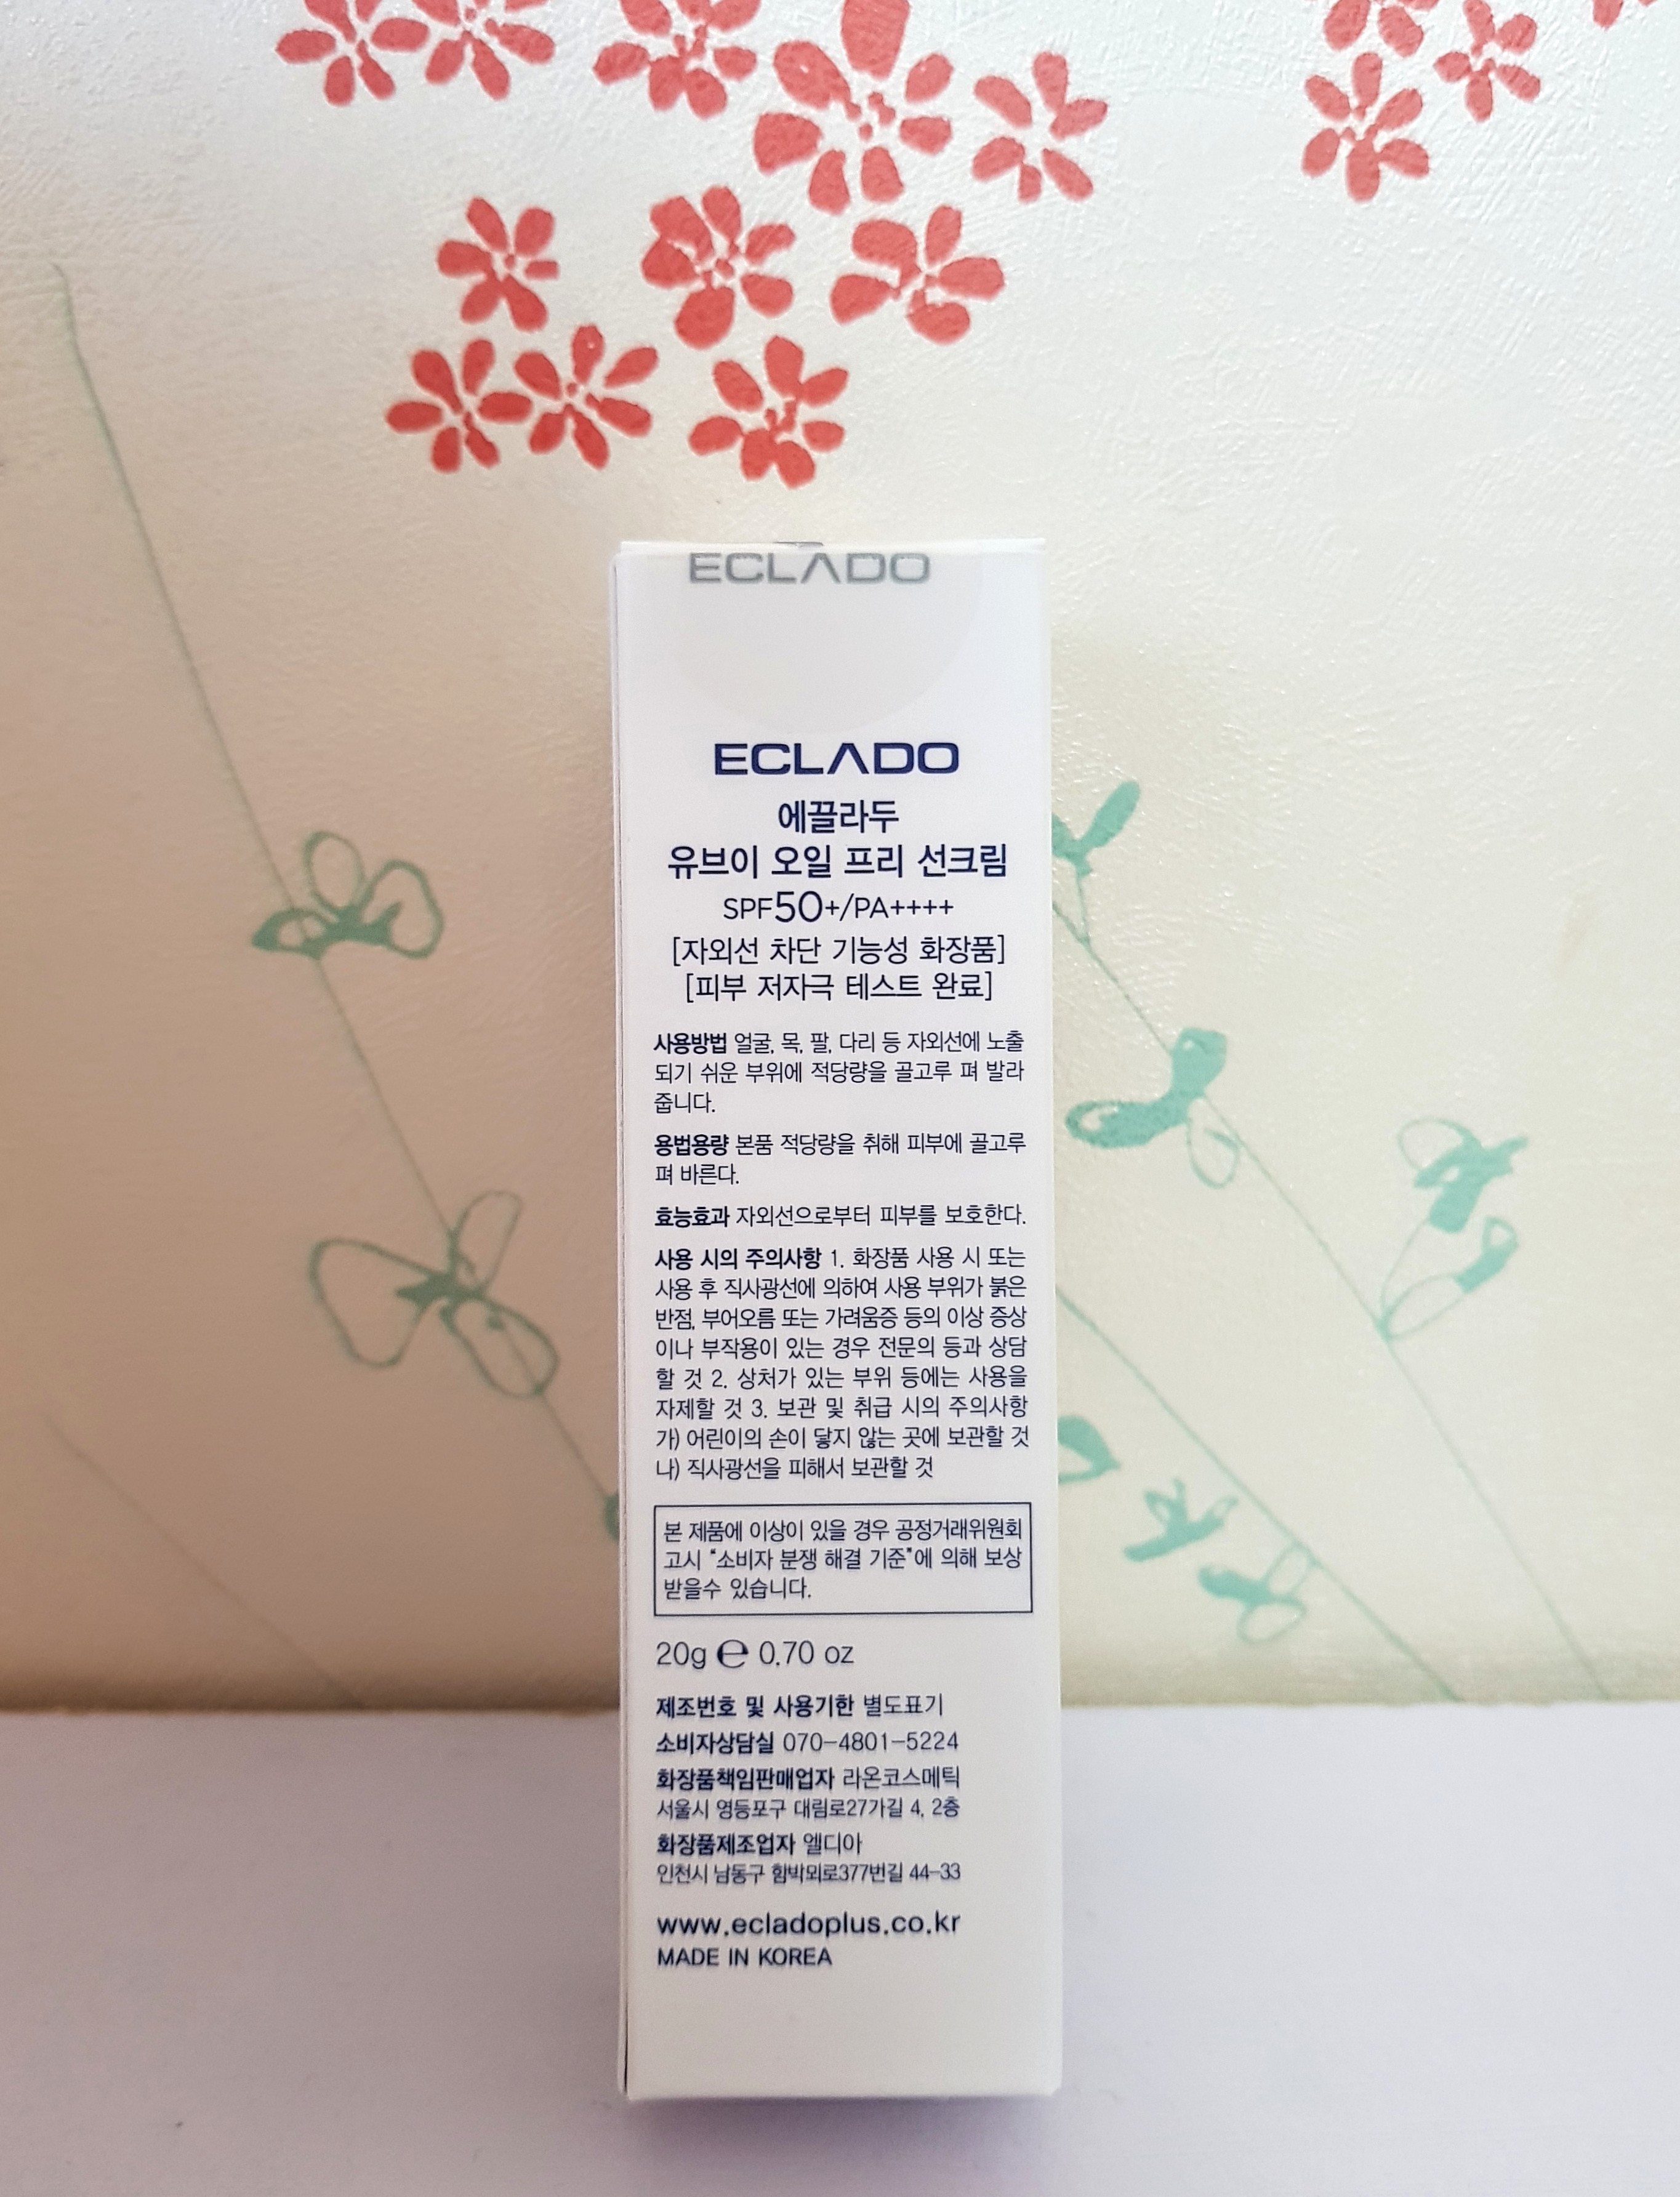 ECLADO
ECLADO
에끌라두
유브이 오일 프리 선크림
SPF50+/PA++++
[자외선 차단 기능성 화장품]
[피부 저자극 테스트 완료]
사용방법 얼굴, 목, 팔, 다리 등 자외선에 노출
되기 쉬운 부위에 적당량을 골고루 펴 발라
줍니다.
용법용량 본품 적당량을 취해 피부에 골고루
펴 바른다.
효능효과 자외선으로부터 피부를 보호한다.
사용 시의 주의사항 1. 화장품 사용 시 또는
사용 후 직사광선에 의하여 사용 부위가 붉은
반점, 부어오름 또는 가려움증 등의 이상 증상
이나 부작용이 있는 경우 전문의 등과 상담
할 것 2. 상처가 있는 부위 등에는 사용을
자제할 것 3. 보관 및 취급 시의 주의사항
가) 어린이의 손이 닿지 않는 곳에 보관할 것
나) 직사광선을 피해서 보관할 것
본 제품에 이상이 있을 경우 공정거래위원회
고시 "소비자 분쟁 해결 기준"에 의해 보상
받을수 있습니다.
20g ℮ 0.70 oz
제조번호 및 사용기한 별도표기
소비자상담실 070-4801-5224
화장품책임판매업자 라온코스메틱
서울시 영등포구 대림로27가길 4, 2층
화장품제조업자 엘디아
인천시 남동구 함박뫼로377번길 44-33
www.ecladoplus.co.kr
MADE IN KOREA